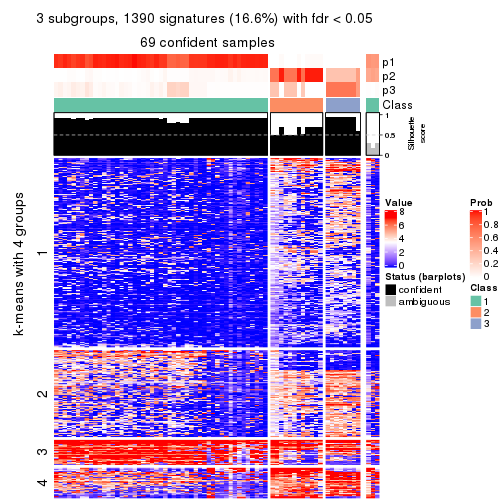 3 subgroups, 1390 signatures (16.6%) with fdr < 0.05
69 confident samples
p1
p2
p3
Class
1
0.5
0
Silhouette
score
k-means with 4 groups
1
2
3
4
Value
8
6
4
2
0
Status (barplots)
confident
ambiguous
Prob
1
0.8
0.6
0.4
0.2
0
Class
1
2
3